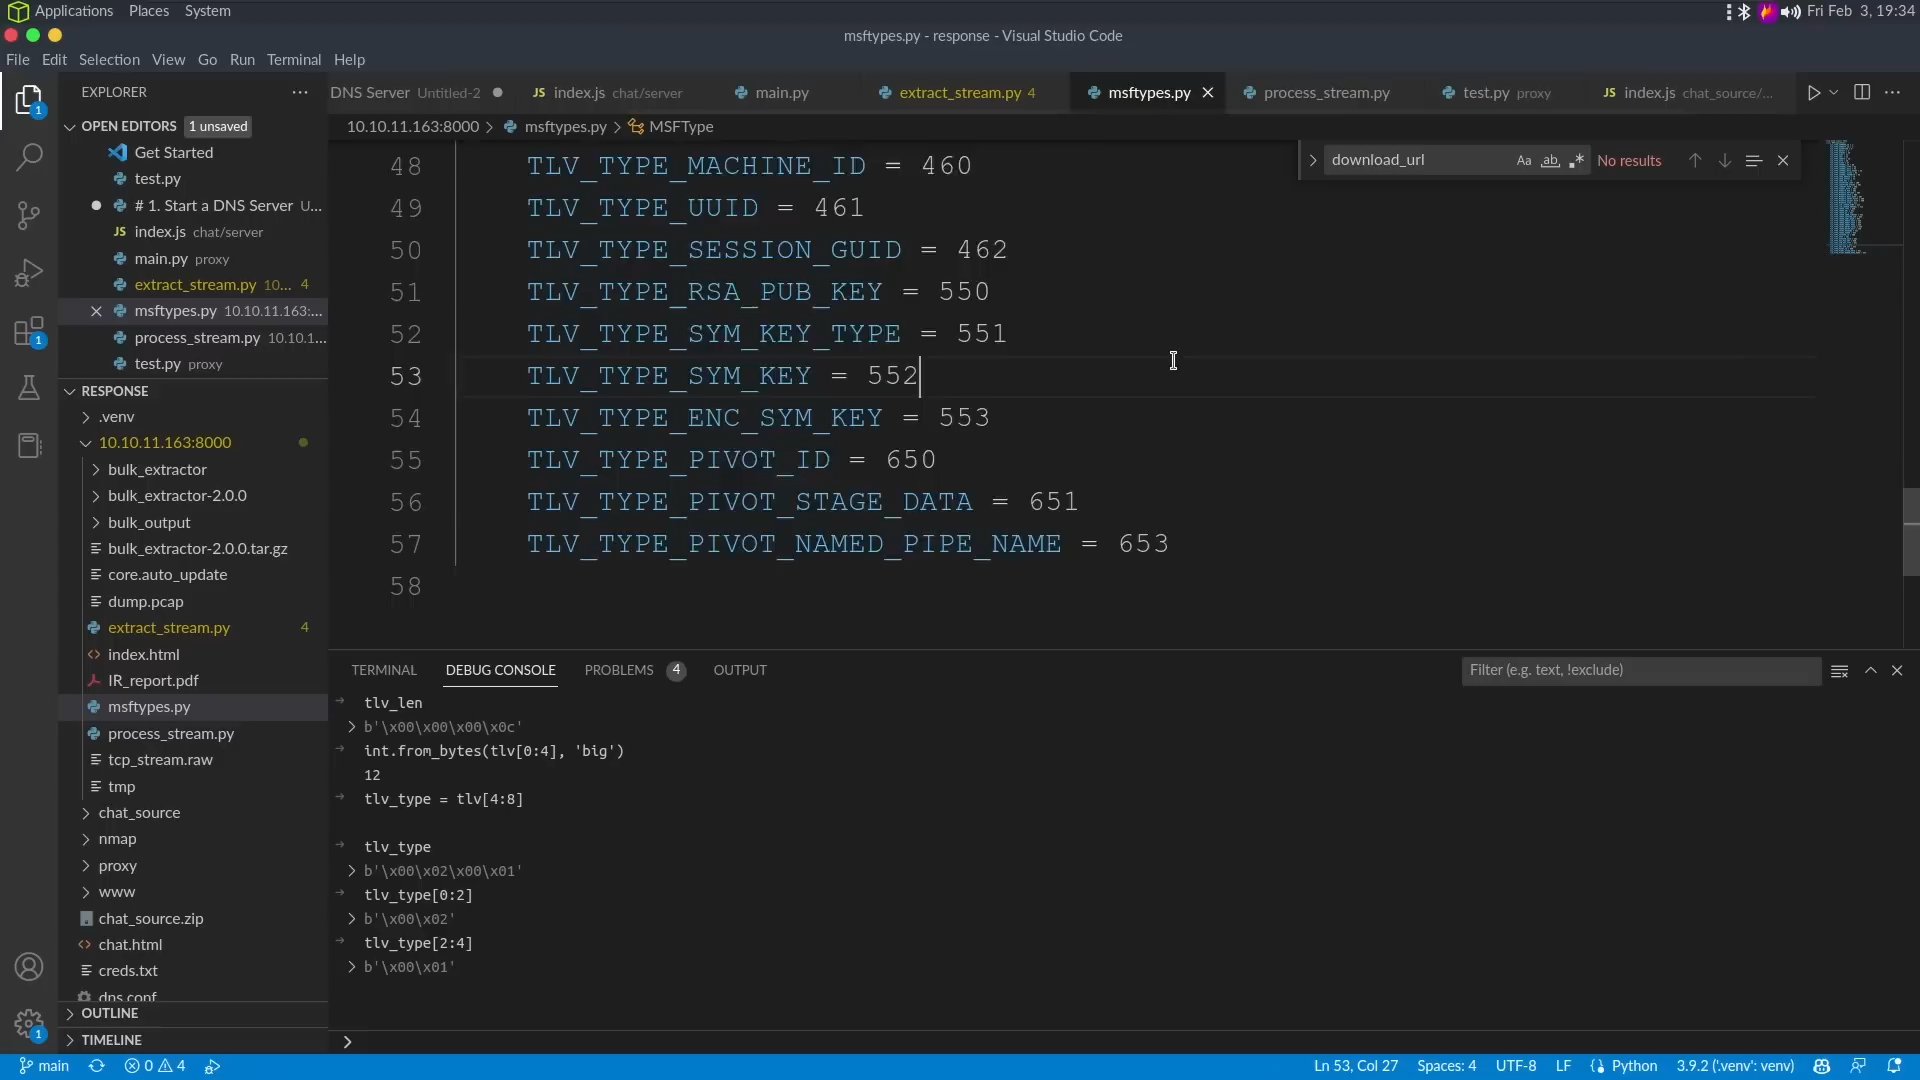 Applications Places System
Fri Feb 3, 19:34
msftypes.py - response - Visual Studio Code
File Edit Selection View Go Run Terminal Help
EXPLORER
OPEN EDITORS 1 unsaved
Get Started
test.py
# 1. Start a DNS Server U...
JS index.js chat/server
main.py proxy
extract_stream.py 10... 4
msftypes.py 10.10.11.163:...
process_stream.py 10.10.1...
test.py proxy
RESPONSE
.venv
10.10.11.163:8000
bulk_extractor
bulk_extractor-2.0.0
bulk_output
bulk_extractor-2.0.0.tar.gz
core.auto_update
dump.pcap
extract_stream.py 4
index.html
IR_report.pdf
msftypes.py
process_stream.py
tcp_stream.raw
tmp
chat_source
nmap
proxy
www
chat_source.zip
chat.html
creds.txt
dns.conf
OUTLINE
TIMELINE
DNS Server Untitled-2 JS index.js chat/server main.py extract_stream.py 4 msftypes.py process_stream.py test.py proxy JS index.js chat_source/...
10.10.11.163:8000 > msftypes.py > MSFType
download_url Aa ab No results
48 TLV_TYPE_MACHINE_ID = 460
49 TLV_TYPE_UUID = 461
50 TLV_TYPE_SESSION_GUID = 462
51 TLV_TYPE_RSA_PUB_KEY = 550
52 TLV_TYPE_SYM_KEY_TYPE = 551
53 TLV_TYPE_SYM_KEY = 552
54 TLV_TYPE_ENC_SYM_KEY = 553
55 TLV_TYPE_PIVOT_ID = 650
56 TLV_TYPE_PIVOT_STAGE_DATA = 651
57 TLV_TYPE_PIVOT_NAMED_PIPE_NAME = 653
58
TERMINAL DEBUG CONSOLE PROBLEMS 4 OUTPUT
Filter (e.g. text, !exclude)
tlv_len
b'\x00\x00\x00\x0c'
int.from_bytes(tlv[0:4], 'big')
12
tlv_type = tlv[4:8]
tlv_type
b'\x00\x02\x00\x01'
tlv_type[0:2]
b'\x00\x02'
tlv_type[2:4]
b'\x00\x01'
1
1
1
main 0 4
Ln 53, Col 27 Spaces: 4 UTF-8 LF Python 3.9.2 ('.venv': venv)